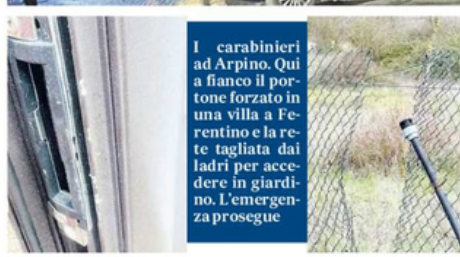 I carabinieri
ad Arpino. Qui
a fianco il por-
tone forzato in
una villa a Fe-
rentino e la re-
te tagliata dai
ladri per acce-
dere in giardi-
no. L'emergen-
za prosegue